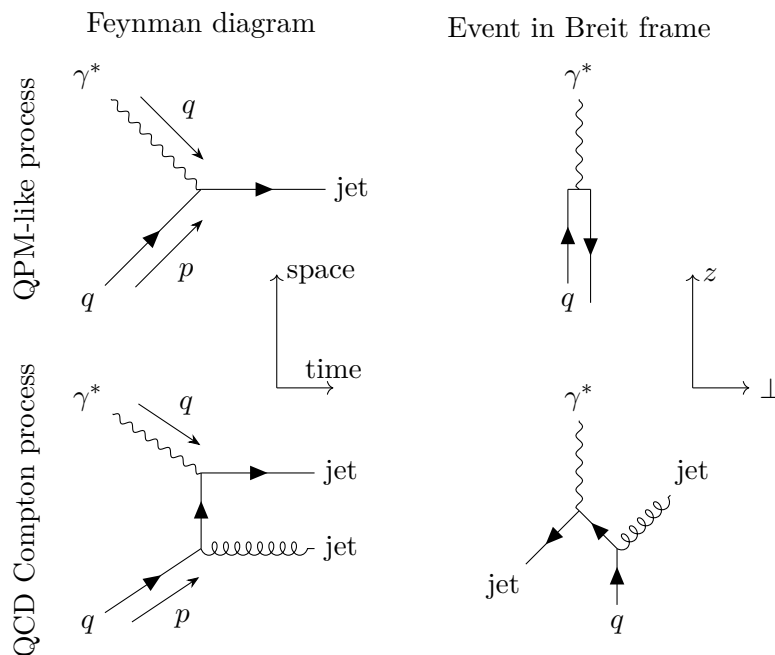 Feynman diagram
Event in Breit frame
QPM-like process
γ*
q
jet
q
p
γ*
q
space
time
z
⊥
QCD Compton process
γ*
q
jet
jet
q
p
γ*
jet
jet
q